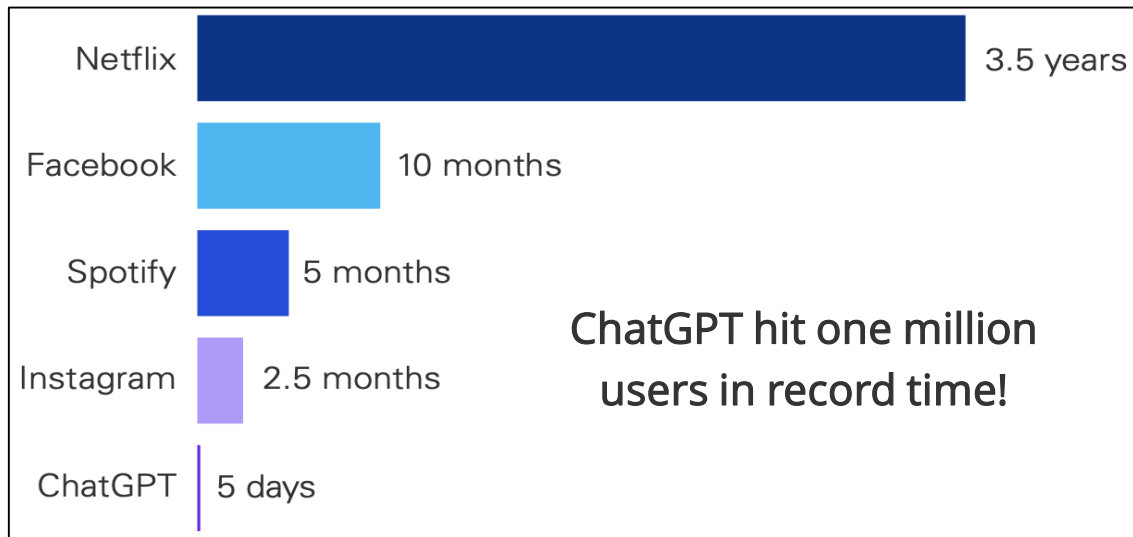 Netflix 3.5 years
Facebook 10 months
Spotify 5 months
ChatGPT hit one million
users in record time!
Instagram 2.5 months
ChatGPT 5 days